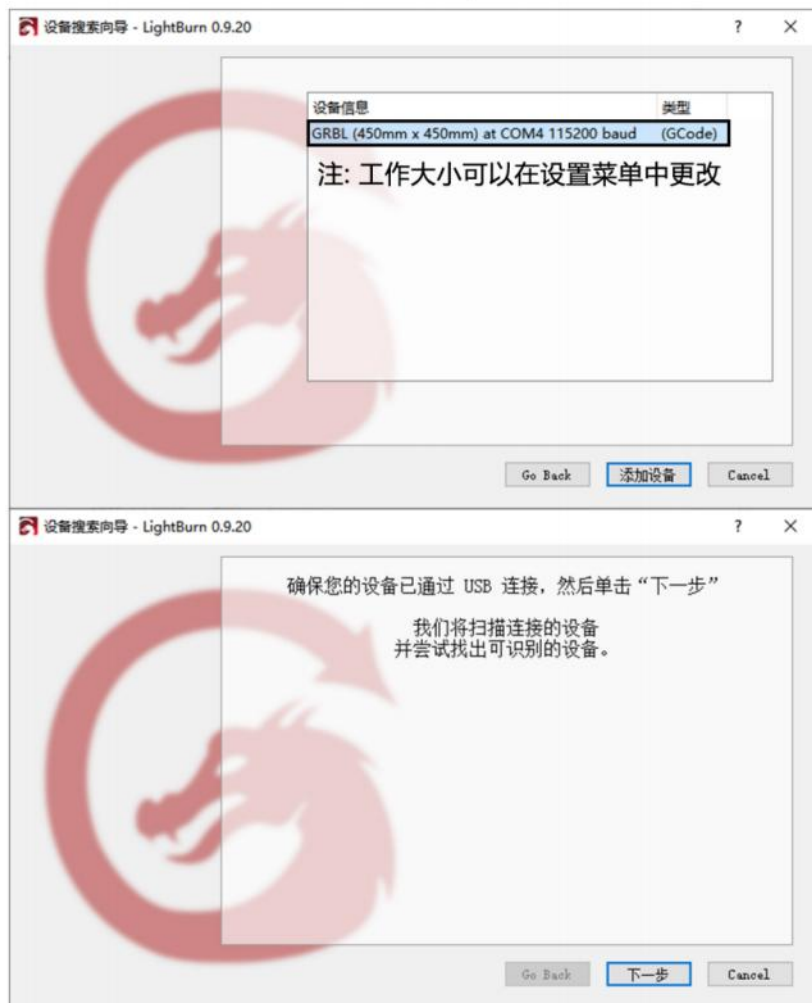 设备搜索向导 - LightBurn 0.9.20
?
设备信息 类型
GRBL (450mm x 450mm) at COM4 115200 baud (GCode)
注: 工作大小可以在设置菜单中更改
Go Back 添加设备 Cancel
设备搜索向导 - LightBurn 0.9.20
?
确保您的设备已通过 USB 连接，然后单击“下一步”
我们将扫描连接的设备
并尝试找出可识别的设备。
Go Back 下一步 Cancel